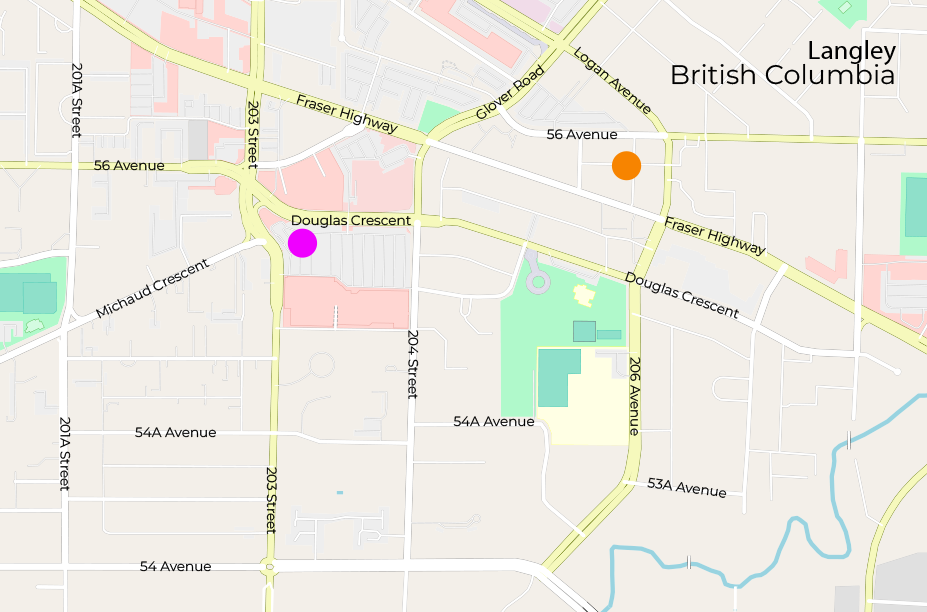 Langley
British Columbia
Logan Avenue
201A Street
Glover Road
203 Street
Fraser Highway
56 Avenue
56 Avenue
Douglas Crescent
Fraser Highway
Michaud Crescent
Douglas Crescent
204 Street
206 Avenue
201A Street
54A Avenue
54A Avenue
203 Street
53A Avenue
54 Avenue